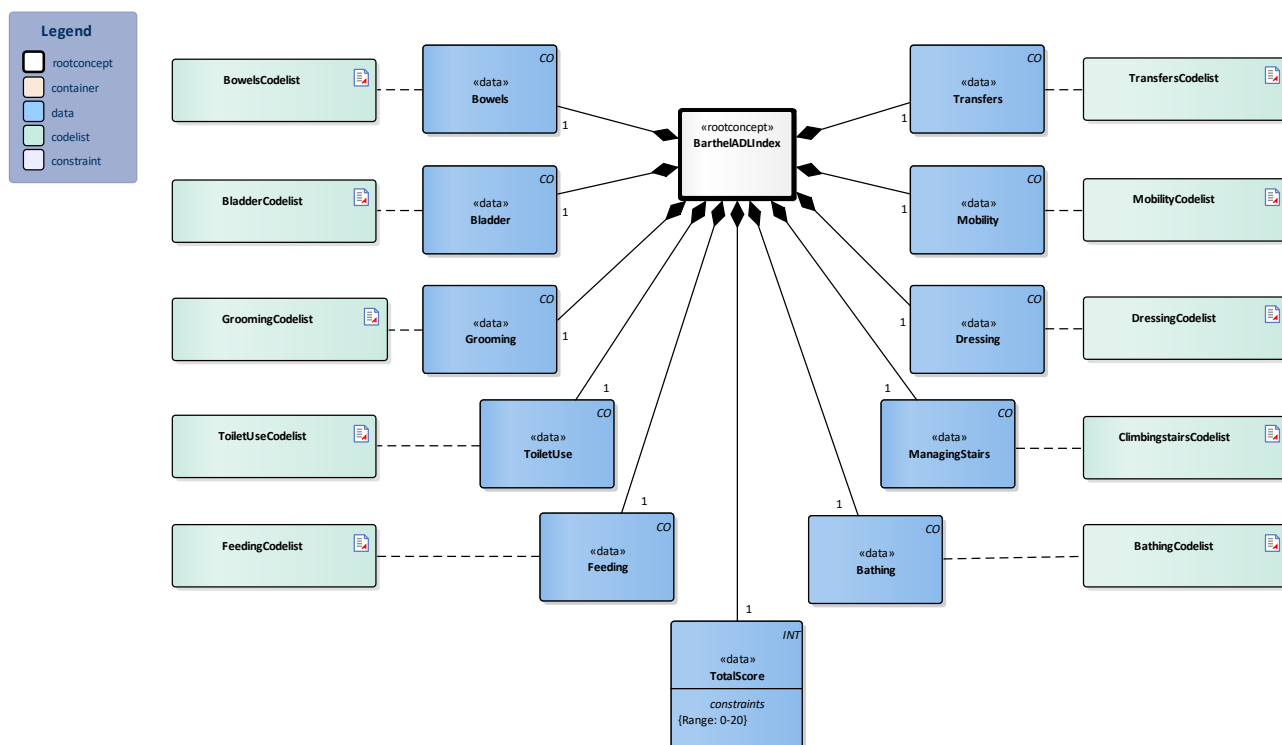 Legend
rootconcept
container
data
codelist
constraint
BowelsCodelist
CO
«data»
Bowels
1
«rootconcept»
BarthelADLIndex
CO
«data»
Transfers
1
TransfersCodelist
BladderCodelist
CO
«data»
Bladder
1
CO
«data»
Mobility
1
MobilityCodelist
GroomingCodelist
CO
«data»
Grooming
1
CO
«data»
Dressing
1
DressingCodelist
ToiletUseCodelist
1
CO
«data»
ToiletUse
1
CO
«data»
ManagingStairs
ClimbingstairsCodelist
FeedingCodelist
1
CO
«data»
Feeding
1
CO
«data»
Bathing
BathingCodelist
1
INT
«data»
TotalScore
constraints
{Range: 0-20}